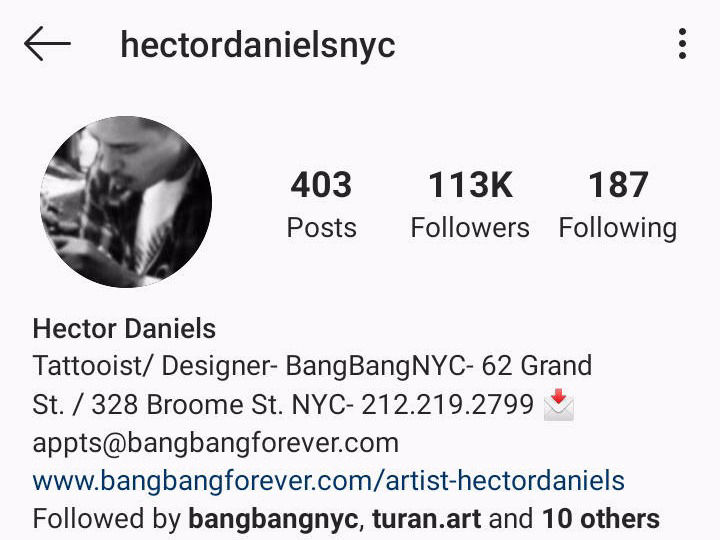 hectordanielsnyc
403 113K 187
Posts Followers Following
Hector Daniels
Tattooist/ Designer- BangBangNYC- 62 Grand
St. / 328 Broome St. NYC- 212.219.2799 📩
appts@bangbangforever.com
www.bangbangforever.com/artist-hectordaniels
Followed by bangbangnyc, turan.art and 10 others